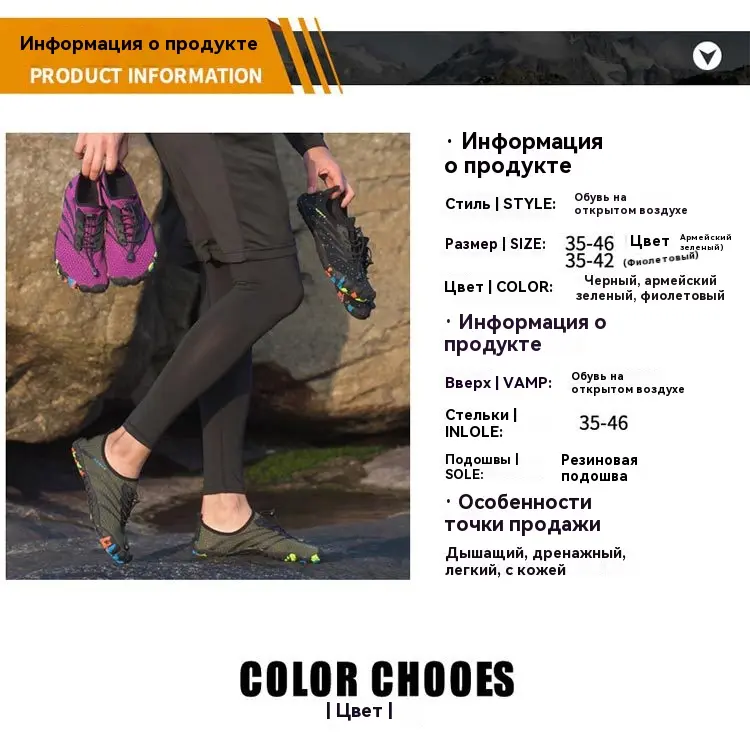 Информация о продукте
PRODUCT INFORMATION
· Информация
о продукте
Стиль | STYLE: Обувь на
открытом воздухе
Размер | SIZE: 35-46 Цвет Армейский
зеленый)
35-42 (Фиолетовый)
Цвет | COLOR: Черный, армейский
зеленый, фиолетовый
· Информация о
продукте
Вверх | VAMP: Обувь на
открытом воздухе
Стельки |
INLOLE: 35-46
Подошвы |
SOLE: Резиновая
подошва
· Особенности
точки продажи
Дышащий, дренажный,
легкий, с кожей
COLOR CHOOES
| Цвет |